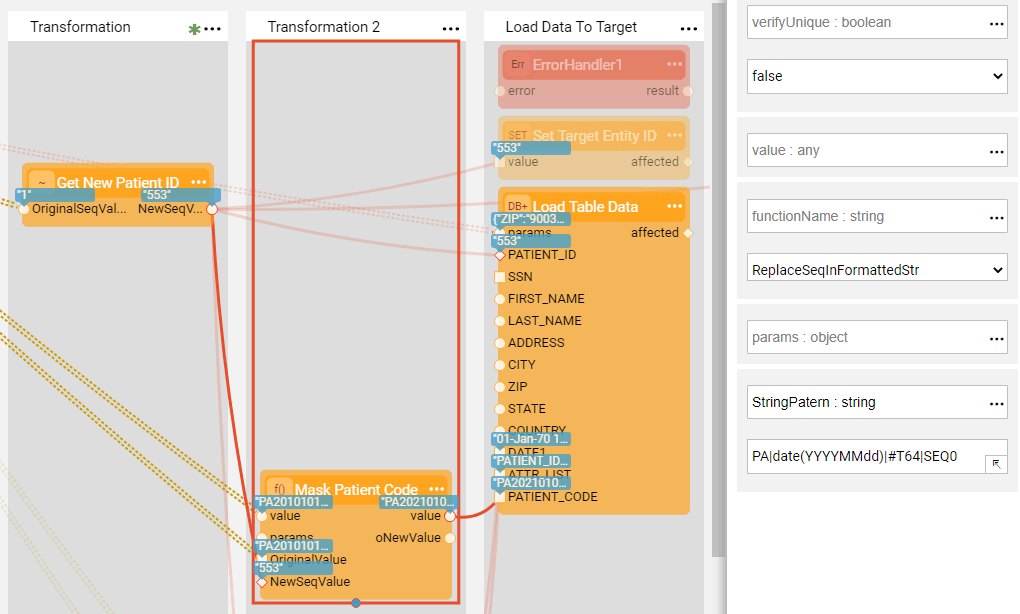 Transformation
Transformation 2
Load Data To Target
Err ErrorHandler1
error result
SET Set Target Entity ID
"553"
value affected
~ Get New Patient ID
"1" "553"
OriginalSeqVal... NewSeqV...
DB+ Load Table Data
{"ZIP":"9003...
params affected
"553"
PATIENT_ID
SSN
FIRST_NAME
LAST_NAME
ADDRESS
CITY
ZIP
STATE
COUNTRY
"01-Jan-70 1...
DATE1
"PATIENT_ID...
ATTR_LIST
"PA2021010...
PATIENT_CODE
f() Mask Patient Code
"PA2010101... "PA2021010...
value value
params oNewValue
"PA2010101...
OriginalValue
"553"
NewSeqValue
verifyUnique : boolean
false
value : any
functionName : string
ReplaceSeqInFormattedStr
params : object
StringPatern : string
PA|date(YYYYMMdd)|#T64|SEQ0